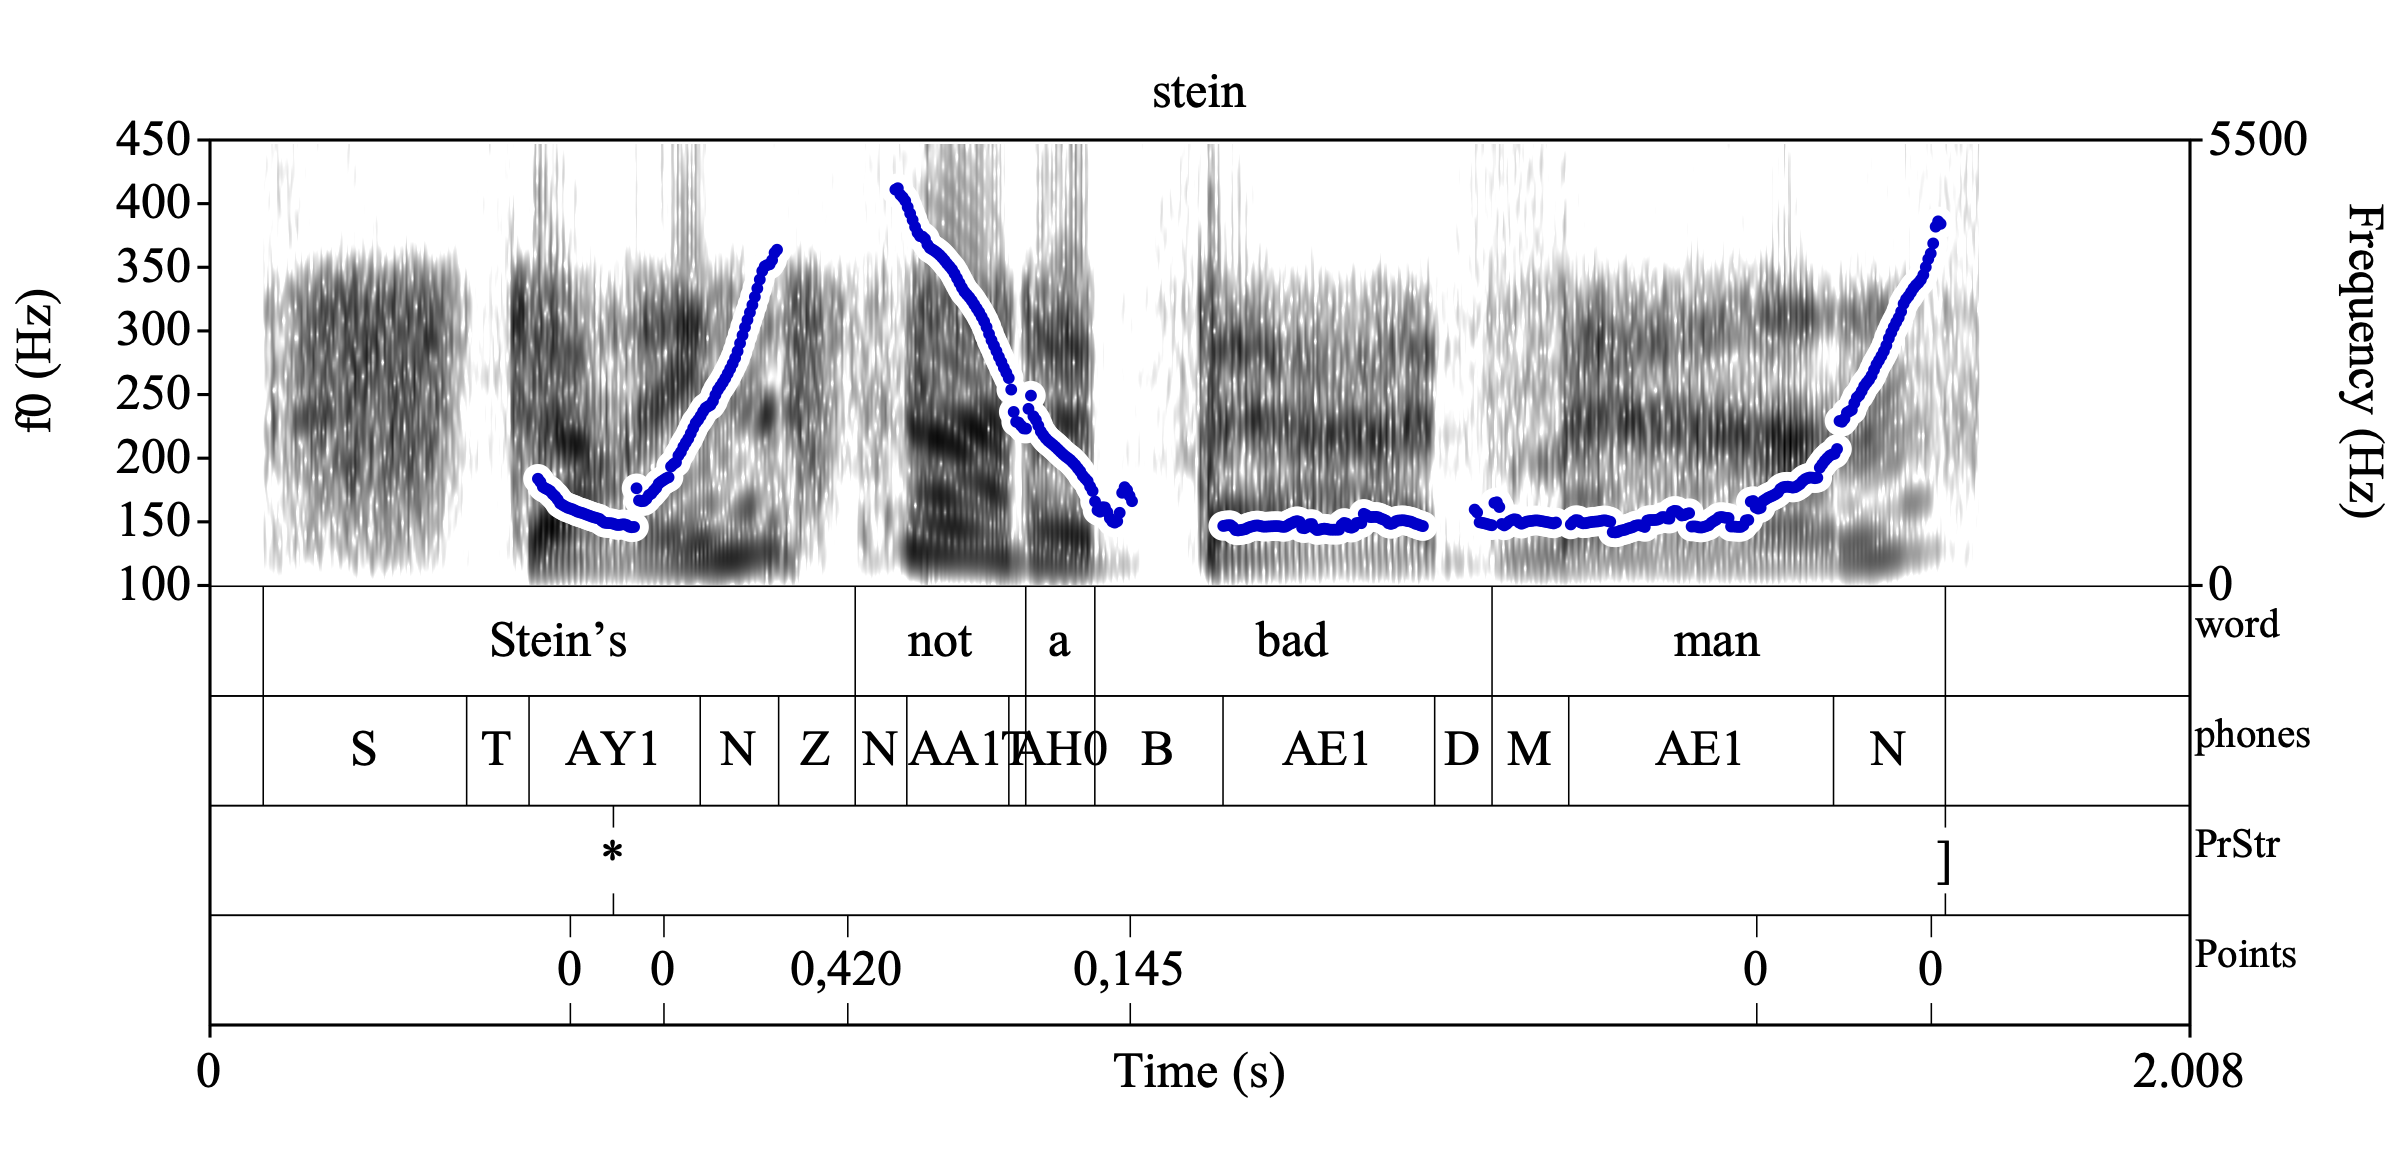 stein
450
400
350
300
250
200
150
100
f0 (Hz)
5500
0
Frequency (Hz)
Stein’s not a bad man word
S T AY1 N Z N AA1 T AH0 B AE1 D M AE1 N phones
* ] PrStr
0 0 0,420 0,145 0 0 Points
0 Time (s) 2.008